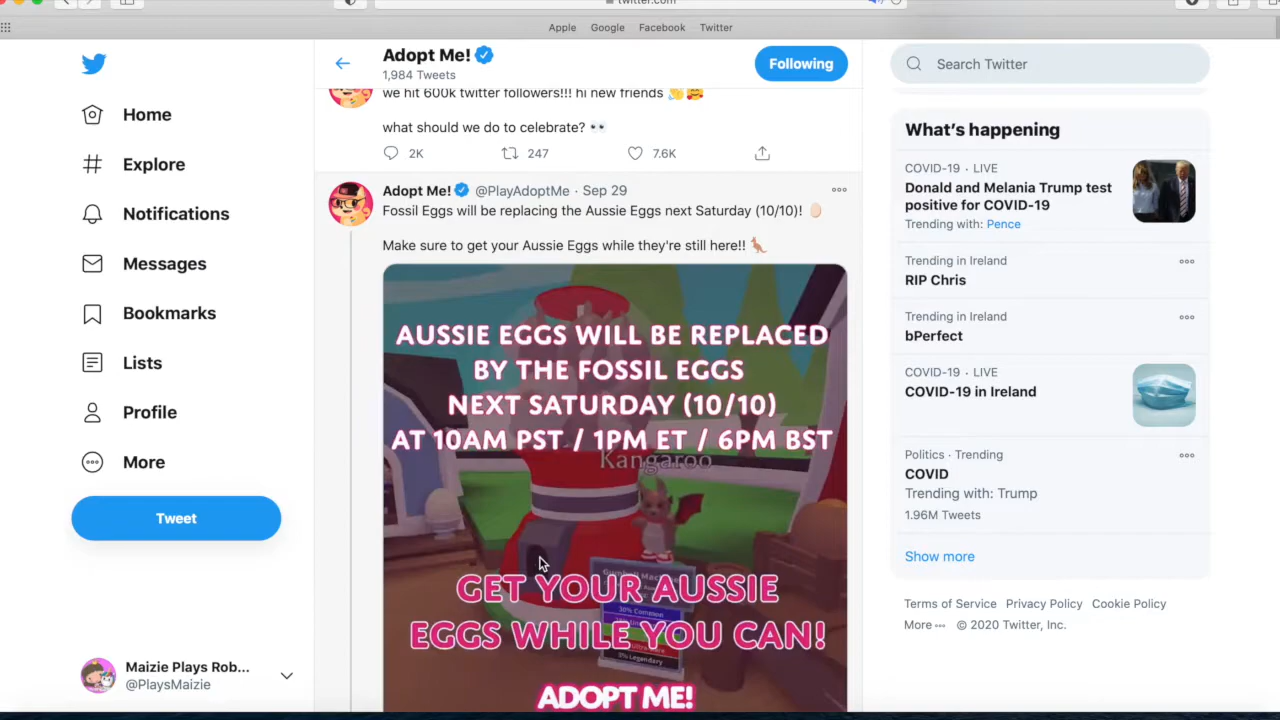 twitter.com
Apple Google Facebook Twitter
Home
Explore
Notifications
Messages
Bookmarks
Lists
Profile
More
Tweet
Maizie Plays Rob...
@PlaysMaizie
Adopt Me!
1,984 Tweets
Following
we hit 600k twitter followers!!! hi new friends 👋🥰
what should we do to celebrate? 👀
2K 247 7.6K
Adopt Me! @PlayAdoptMe · Sep 29
Fossil Eggs will be replacing the Aussie Eggs next Saturday (10/10)! 🥚
Make sure to get your Aussie Eggs while they're still here!! 🦘
AUSSIE EGGS WILL BE REPLACED
BY THE FOSSIL EGGS
NEXT SATURDAY (10/10)
AT 10AM PST / 1PM ET / 6PM BST
Kangaroo
GET YOUR AUSSIE
EGGS WHILE YOU CAN!
ADOPT ME!
Search Twitter
What's happening
COVID-19 · LIVE
Donald and Melania Trump test
positive for COVID-19
Trending with: Pence
Trending in Ireland
RIP Chris
Trending in Ireland
bPerfect
COVID-19 · LIVE
COVID-19 in Ireland
Politics · Trending
COVID
Trending with: Trump
1.96M Tweets
Show more
Terms of Service Privacy Policy Cookie Policy
More ••• © 2020 Twitter, Inc.